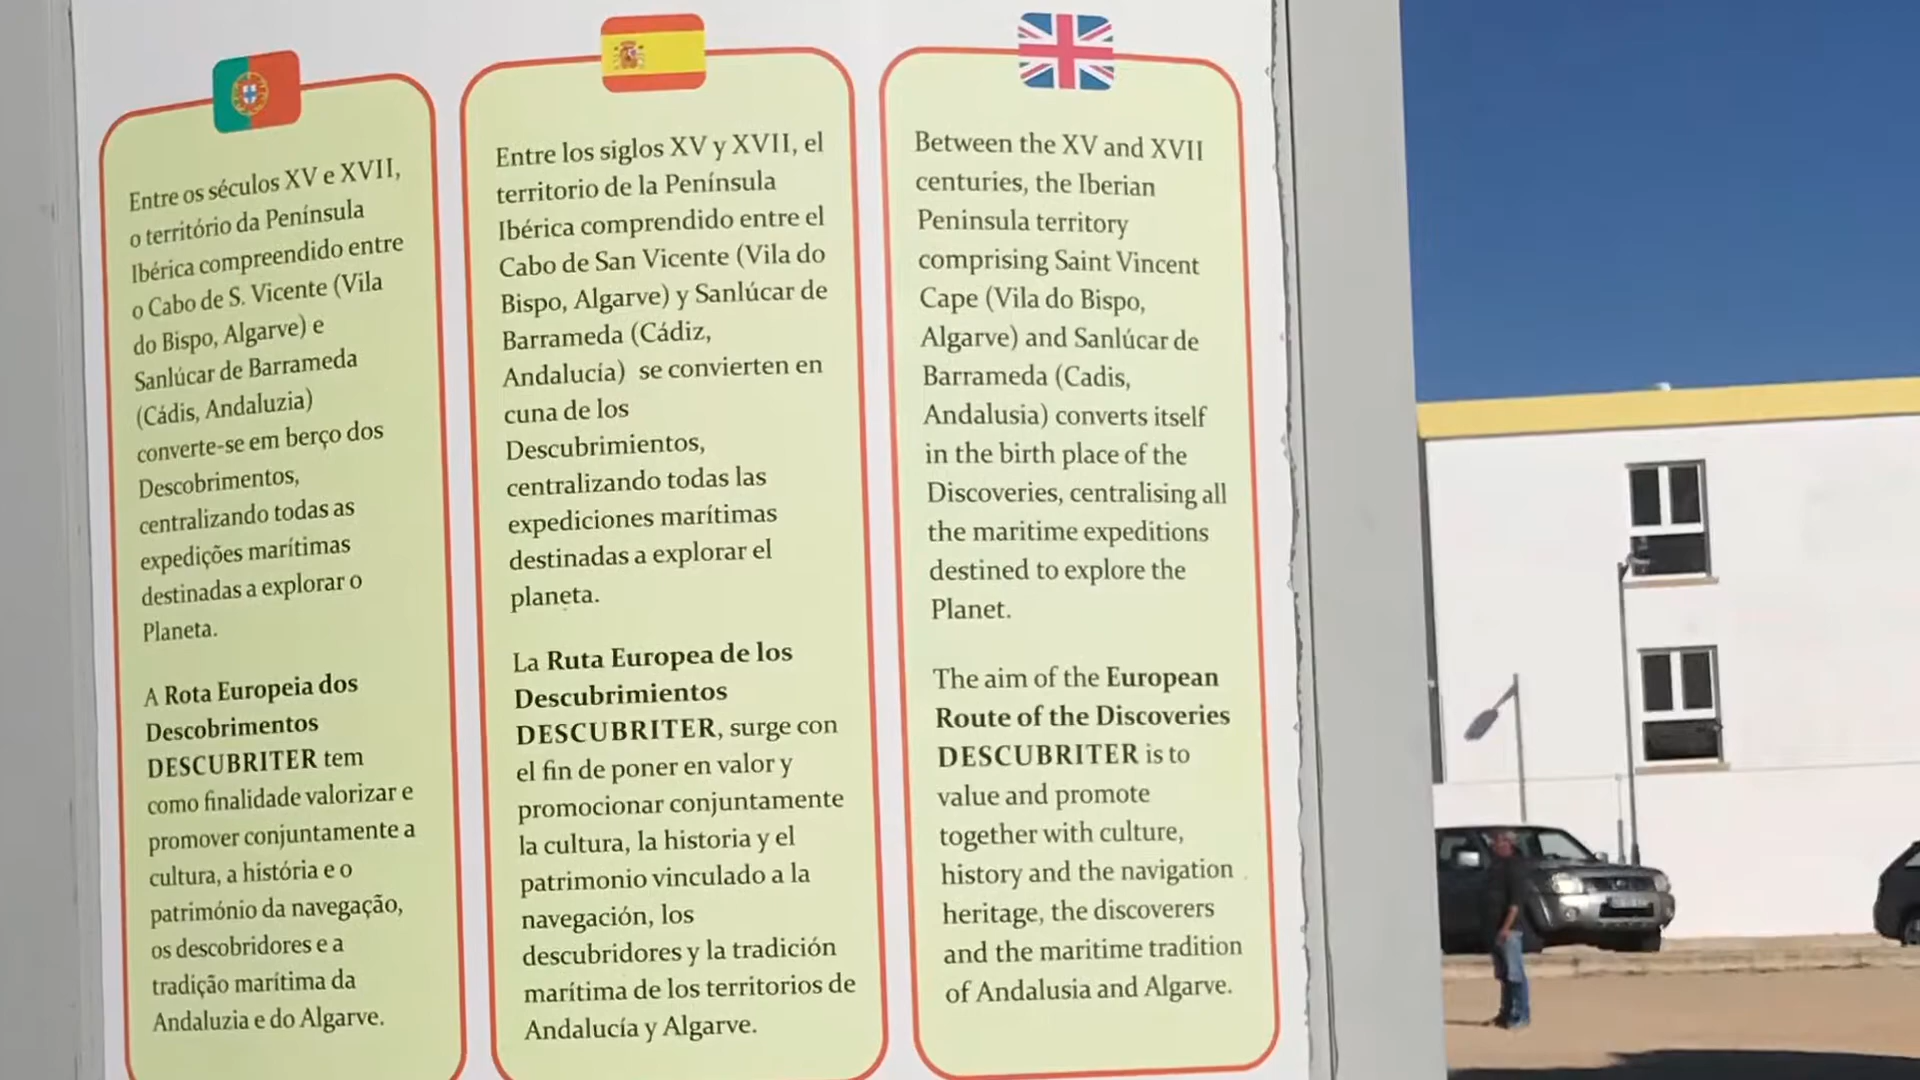 Entre os séculos XV e XVII,
o território da Península
Ibérica compreendido entre
o Cabo de S. Vicente (Vila
do Bispo, Algarve) e
Sanlúcar de Barrameda
(Cádis, Andaluzia)
converte-se em berço dos
Descobrimentos,
centralizando todas as
expedições marítimas
destinadas a explorar o
Planeta.
A Rota Europeia dos
Descobrimentos
DESCUBRITER tem
como finalidade valorizar e
promover conjuntamente a
cultura, a história e o
património da navegação,
os descobridores e a
tradição marítima da
Andaluzia e do Algarve.
Entre los siglos XV y XVII, el
territorio de la Península
Ibérica comprendido entre el
Cabo de San Vicente (Vila do
Bispo, Algarve) y Sanlúcar de
Barrameda (Cádiz,
Andalucía) se convierten en
cuna de los
Descubrimientos,
centralizando todas las
expediciones marítimas
destinadas a explorar el
planeta.
La Ruta Europea de los
Descubrimientos
DESCUBRITER, surge con
el fin de poner en valor y
promocionar conjuntamente
la cultura, la historia y el
patrimonio vinculado a la
navegación, los
descubridores y la tradición
marítima de los territorios de
Andalucía y Algarve.
Between the XV and XVII
centuries, the Iberian
Peninsula territory
comprising Saint Vincent
Cape (Vila do Bispo,
Algarve) and Sanlúcar de
Barrameda (Cadis,
Andalusia) converts itself
in the birth place of the
Discoveries, centralising all
the maritime expeditions
destined to explore the
Planet.
The aim of the European
Route of the Discoveries
DESCUBRITER is to
value and promote
together with culture,
history and the navigation
heritage, the discoverers
and the maritime tradition
of Andalusia and Algarve.